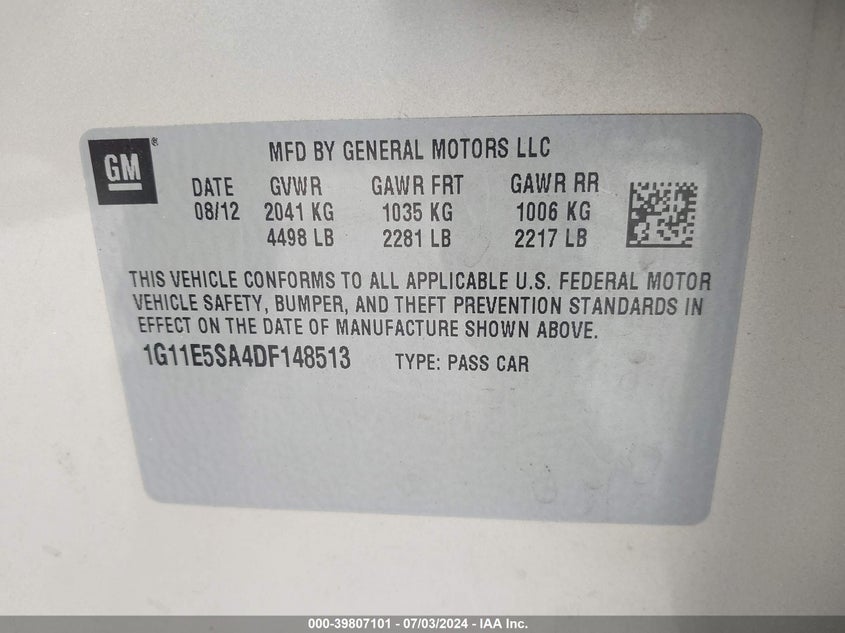 GM®
MFD BY GENERAL MOTORS LLC
DATE GVWR GAWR FRT GAWR RR
08/12 2041 KG 1035 KG 1006 KG
4498 LB 2281 LB 2217 LB
THIS VEHICLE CONFORMS TO ALL APPLICABLE U.S. FEDERAL MOTOR
VEHICLE SAFETY, BUMPER, AND THEFT PREVENTION STANDARDS IN
EFFECT ON THE DATE OF MANUFACTURE SHOWN ABOVE.
1G11E5SA4DF148513 TYPE: PASS CAR
000-39807101 - 07/03/2024 - IAA Inc.